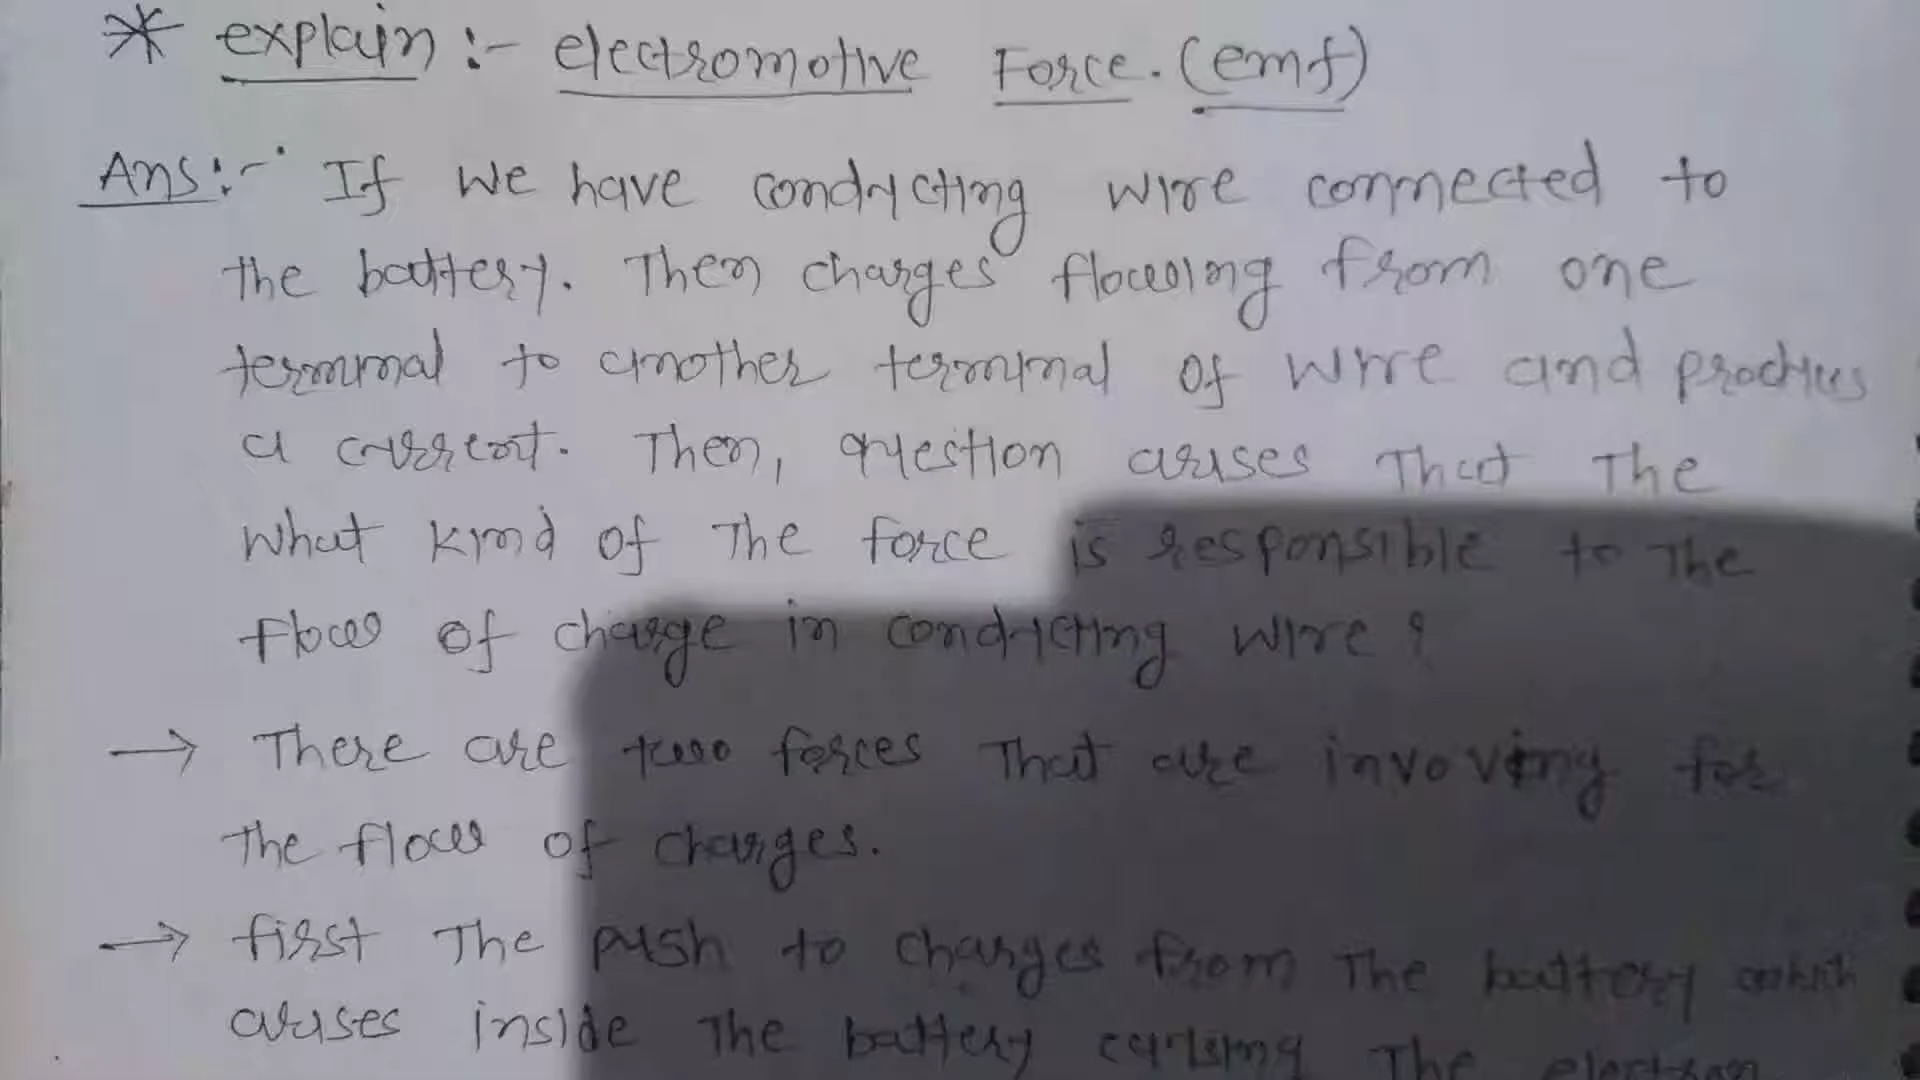 * explain :- electromotive Force. (emf)
Ans :- If we have conducting wire connected to
the battery. Then charges flowing from one
terminal to another terminal of wire and produces
a current. Then, question arises That The
what kind of The force is responsible to The
flow of charge in conducting wire ?
→ There are two forces That are invoving for
the flow of charges.
→ first The push to charges from The battery which
arises inside The battery causing The electron